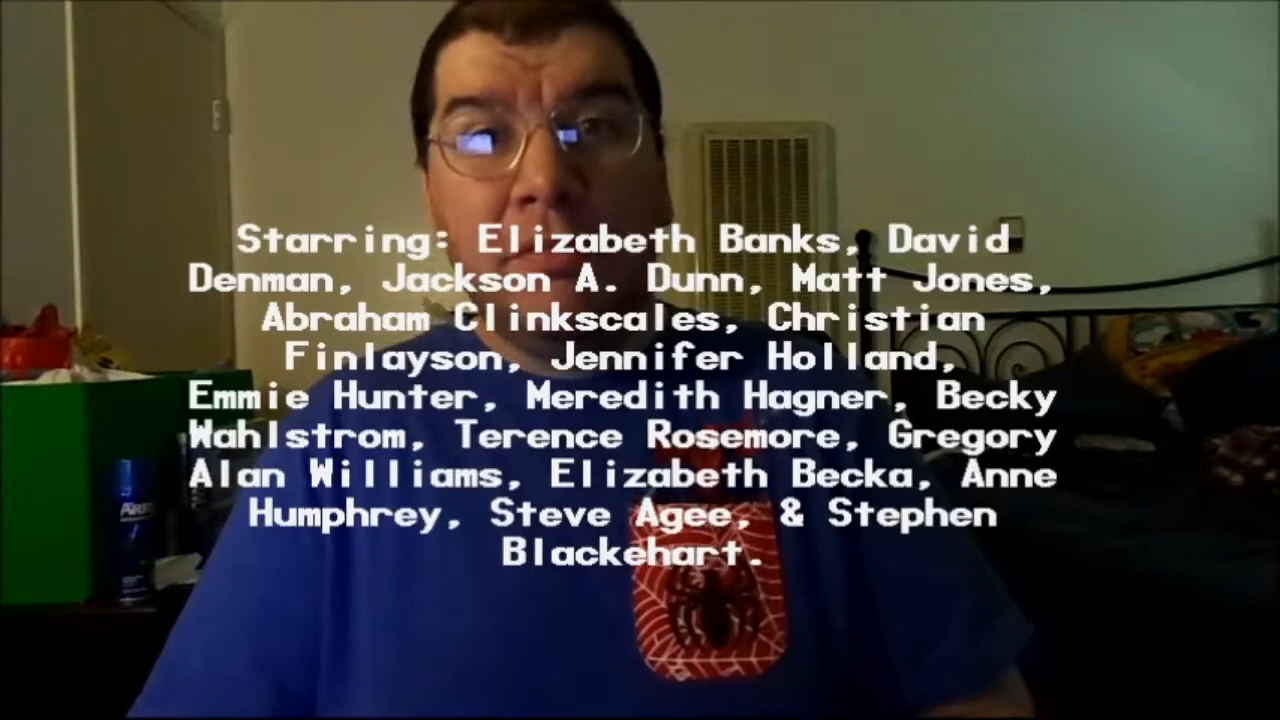 Starring: Elizabeth Banks, David
Denman, Jackson A. Dunn, Matt Jones,
Abraham Clinkscales, Christian
Finlayson, Jennifer Holland,
Emmie Hunter, Meredith Hagner, Becky
Wahlstrom, Terence Rosemore, Gregory
Alan Williams, Elizabeth Becka, Anne
Humphrey, Steve Agee, & Stephen
Blackehart.